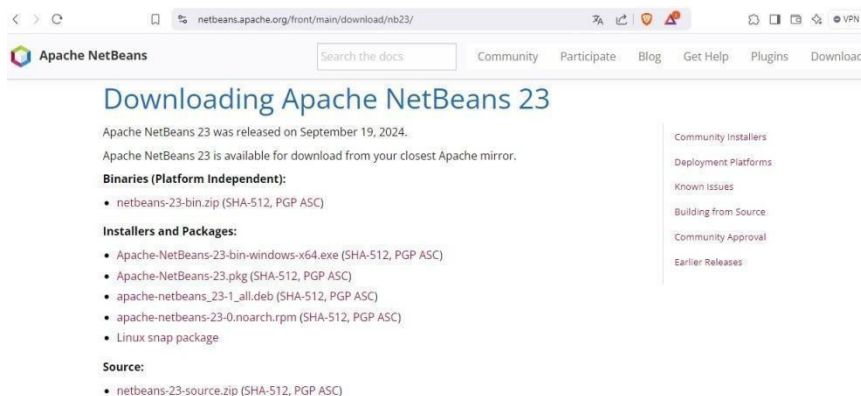 netbeans.apache.org/front/main/download/nb23/
VPN
Apache NetBeans
Search the docs
Community Participate Blog Get Help Plugins Download
Downloading Apache NetBeans 23
Apache NetBeans 23 was released on September 19, 2024.
Apache NetBeans 23 is available for download from your closest Apache mirror.
Binaries (Platform Independent):
• netbeans-23-bin.zip (SHA-512, PGP ASC)
Installers and Packages:
• Apache-NetBeans-23-bin-windows-x64.exe (SHA-512, PGP ASC)
• Apache-NetBeans-23.pkg (SHA-512, PGP ASC)
• apache-netbeans_23-1_all.deb (SHA-512, PGP ASC)
• apache-netbeans-23-0.noarch.rpm (SHA-512, PGP ASC)
• Linux snap package
Source:
• netbeans-23-source.zip (SHA-512, PGP ASC)
Community Installers
Deployment Platforms
Known Issues
Building from Source
Community Approval
Earlier Releases